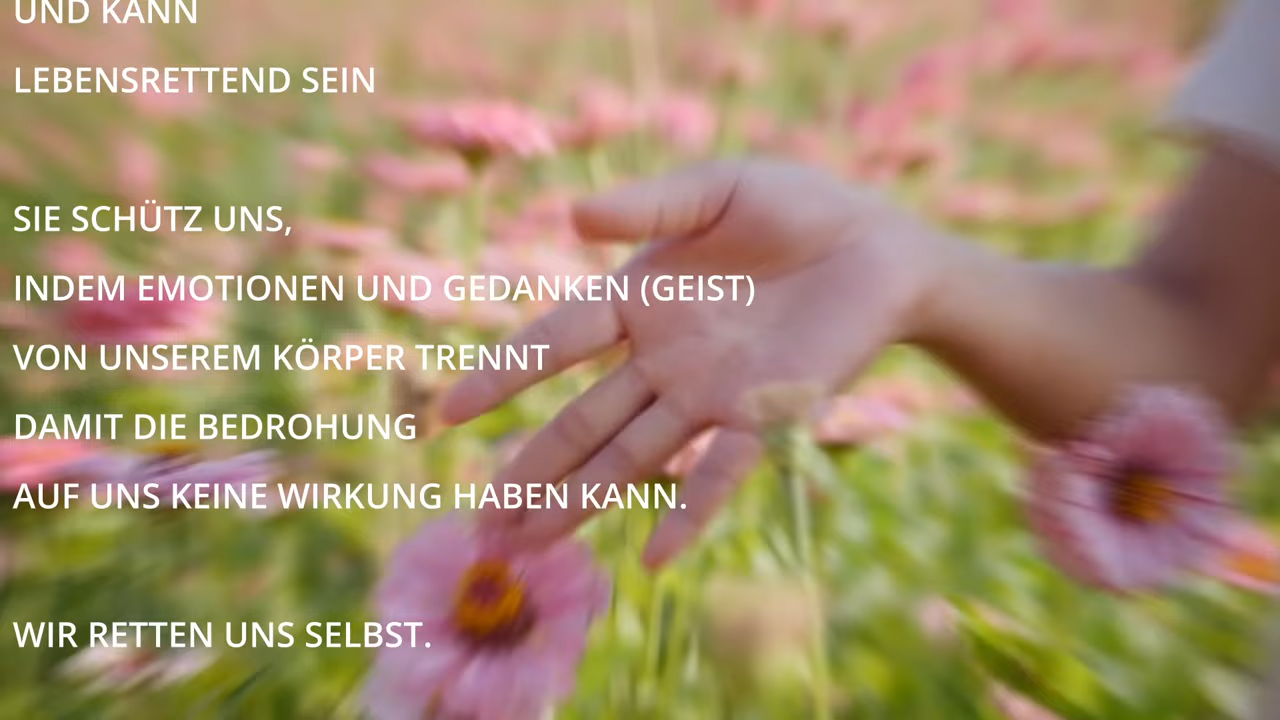 UND KANN
LEBENSRETTEND SEIN
SIE SCHÜTZ UNS,
INDEM EMOTIONEN UND GEDANKEN (GEIST)
VON UNSEREM KÖRPER TRENNT
DAMIT DIE BEDROHUNG
AUF UNS KEINE WIRKUNG HABEN KANN.
WIR RETTEN UNS SELBST.